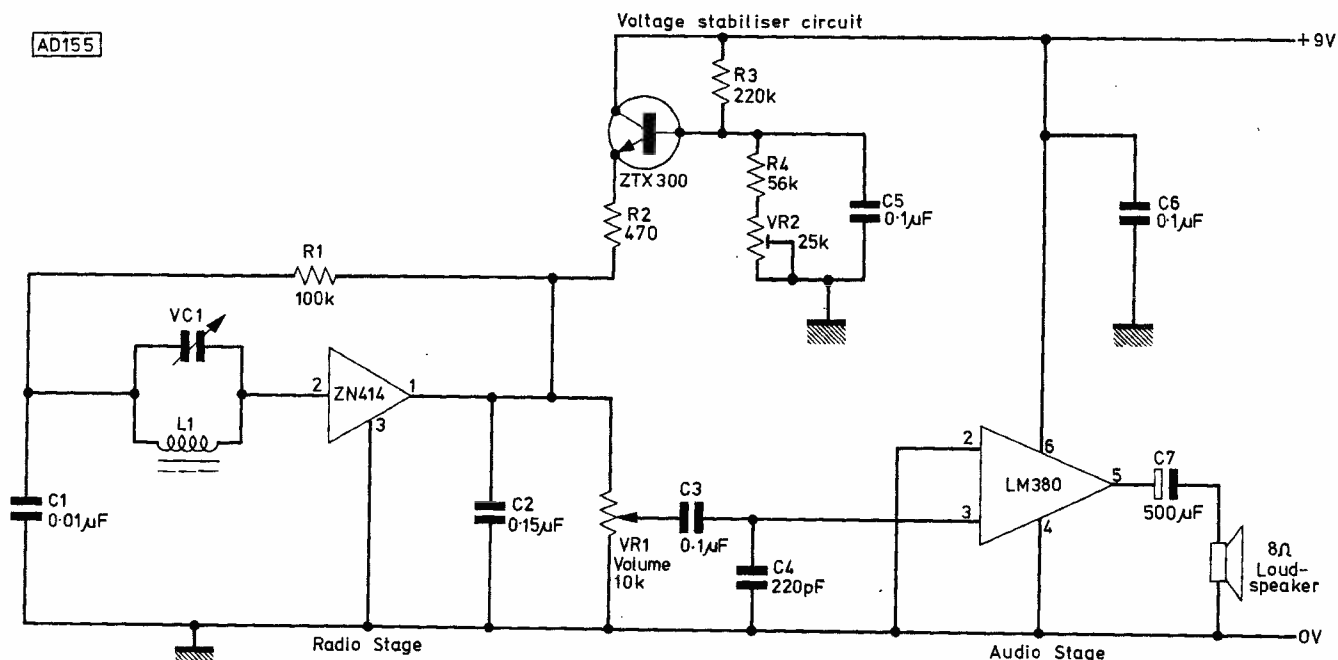 AD155
Voltage stabiliser circuit
+9V
R3
220k
ZTX300
R4
56k
VR2
25k
C5
0·1µF
C6
0·1µF
R2
470
R1
100k
VC1
L1
2
ZN414
1
3
C1
0·01µF
C2
0·15µF
VR1
Volume
10k
C3
0·1µF
C4
220pF
2
3
LM380
6
5
4
C7
500µF
8Ω
Loud-
speaker
Radio Stage
Audio Stage
0V